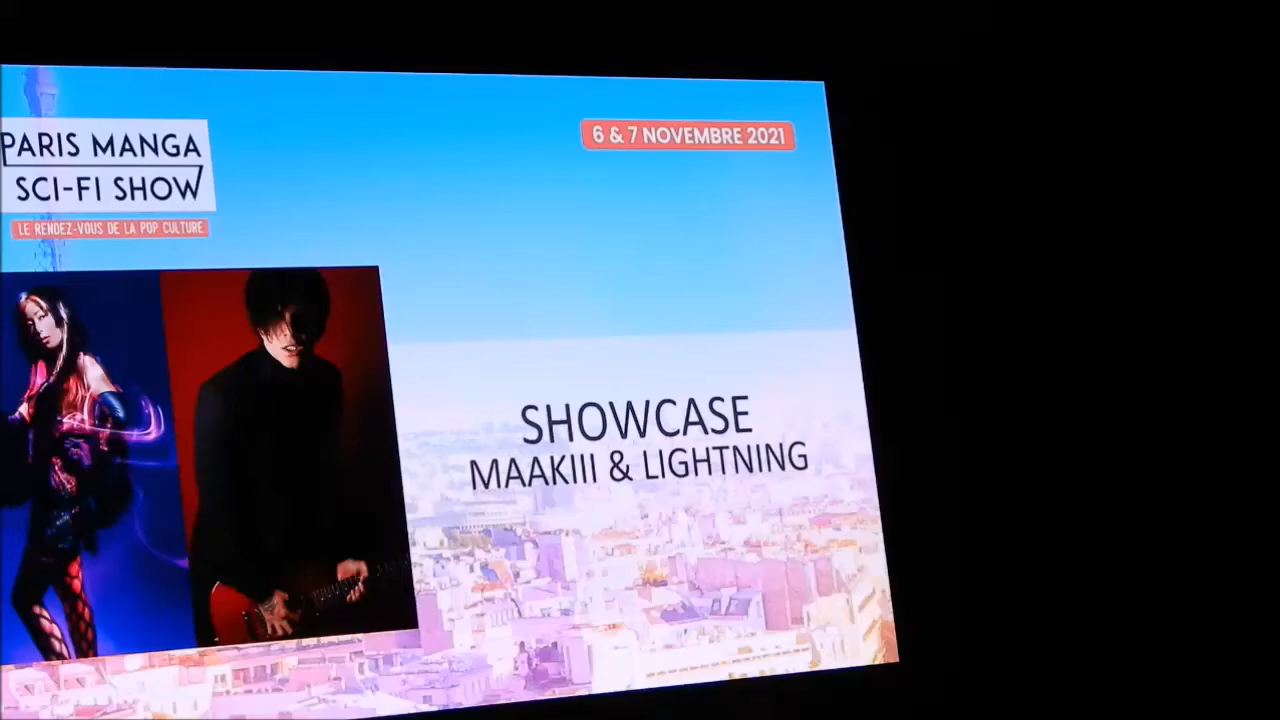 PARIS MANGA
SCI-FI SHOW
LE RENDEZ-VOUS DE LA POP CULTURE
6 & 7 NOVEMBRE 2021
SHOWCASE
MAAKIII & LIGHTNING